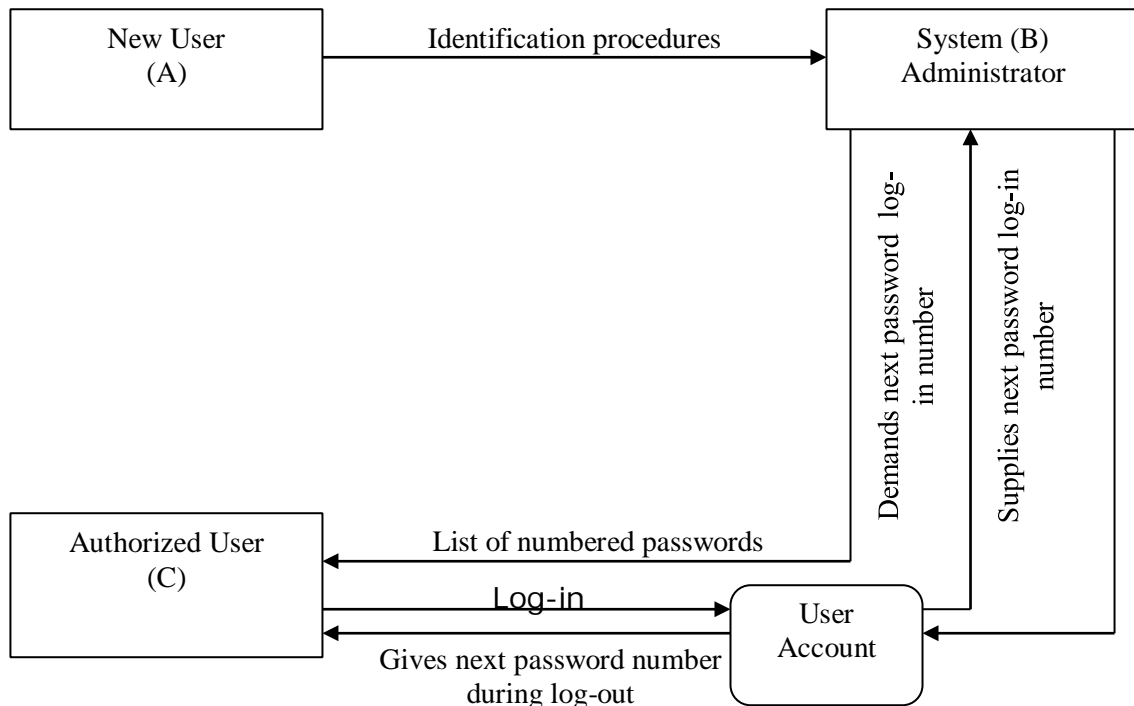 New User
(A)
Identification procedures
System (B)
Administrator
Demands next password log-
in number
Supplies next password log-in
number
Authorized User
(C)
List of numbered passwords
Log-in
User
Account
Gives next password number
during log-out